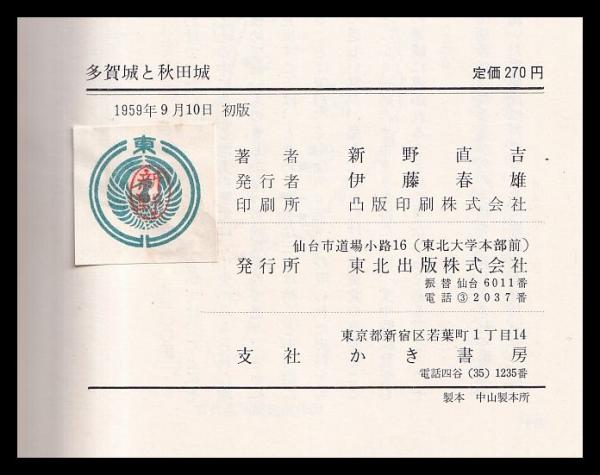 多賀城と秋田城
定価270円
1959年9月10日 初版
東
著者 新野直吉
発行者 伊藤春雄
印刷所 凸版印刷株式会社
仙台市道場小路16(東北大学本部前)
発行所 東北出版株式会社
振替 仙台 6011番
電話 ③2037番
東京都新宿区若葉町1丁目14
支社 かき書房
電話四谷(35)1235番
製本 中山製本所